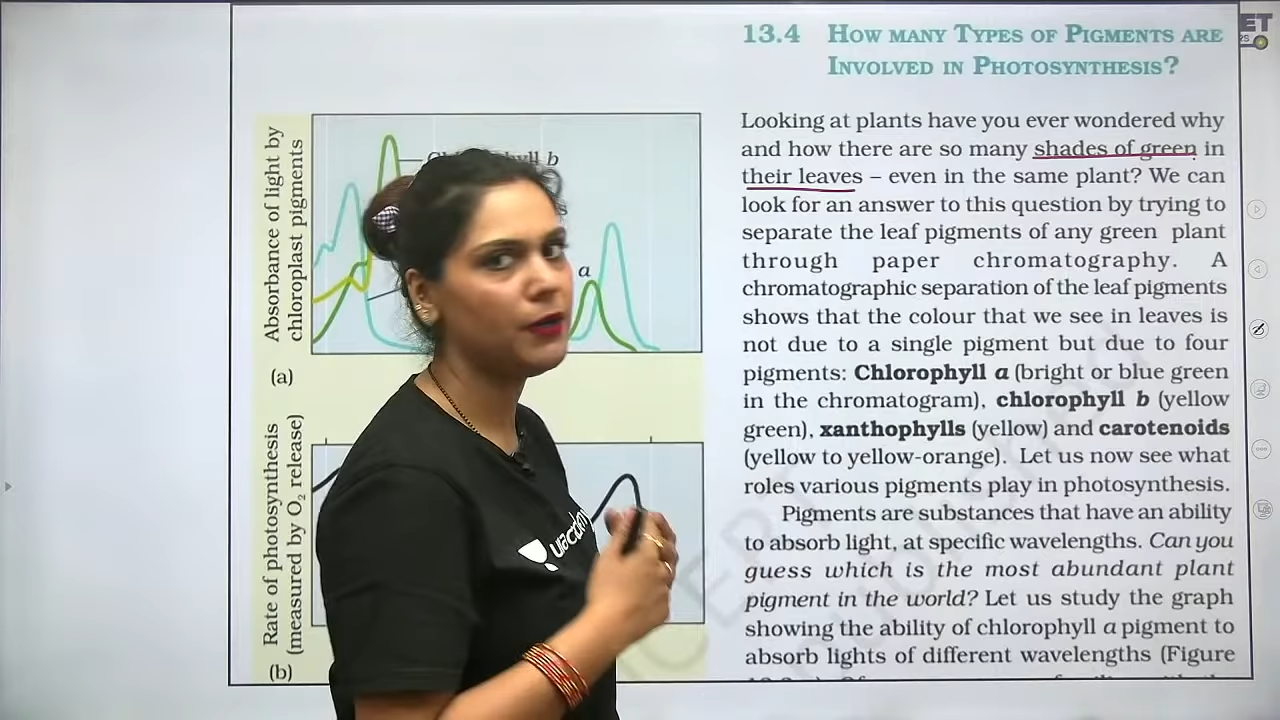 13.4 HOW MANY TYPES OF PIGMENTS ARE
INVOLVED IN PHOTOSYNTHESIS?
Looking at plants have you ever wondered why
and how there are so many shades of green in
their leaves – even in the same plant? We can
look for an answer to this question by trying to
separate the leaf pigments of any green plant
through paper chromatography. A
chromatographic separation of the leaf pigments
shows that the colour that we see in leaves is
not due to a single pigment but due to four
pigments: Chlorophyll a (bright or blue green
in the chromatogram), chlorophyll b (yellow
green), xanthophylls (yellow) and carotenoids
(yellow to yellow-orange). Let us now see what
roles various pigments play in photosynthesis.
Pigments are substances that have an ability
to absorb light, at specific wavelengths. Can you
guess which is the most abundant plant
pigment in the world? Let us study the graph
showing the ability of chlorophyll a pigment to
absorb lights of different wavelengths (Figure
Absorbance of light by
chloroplast pigments
b
a
(a)
Rate of photosynthesis
(measured by O₂ release)
(b)
unacademy
ET